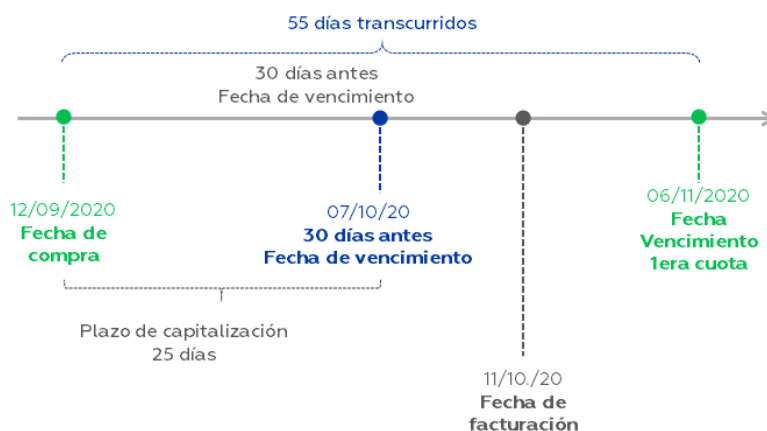 55 días transcurridos
30 días antes
Fecha de vencimiento
12/09/2020
Fecha de
compra
07/10/20
30 días antes
Fecha de vencimiento
06/11/2020
Fecha
Vencimiento
1era cuota
Plazo de capitalización
25 días
11/10./20
Fecha de
facturación